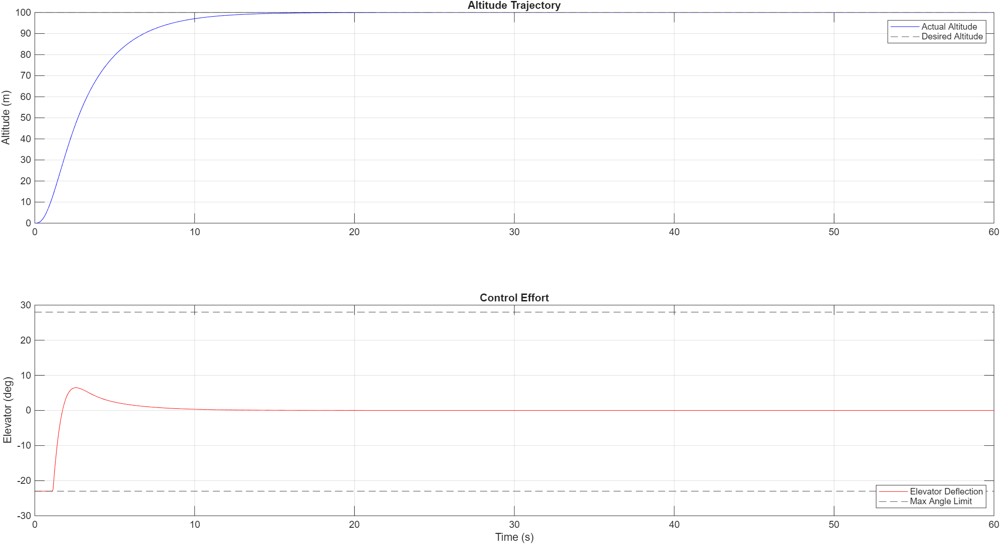 Altitude Trajectory
100
90
80
70
60
50
40
30
20
10
0
Altitude (m)
Actual Altitude
Desired Altitude
0 10 20 30 40 50 60
Control Effort
30
20
10
0
-10
-20
-30
Elevator (deg)
Elevator Deflection
Max Angle Limit
0 10 20 30 40 50 60
Time (s)